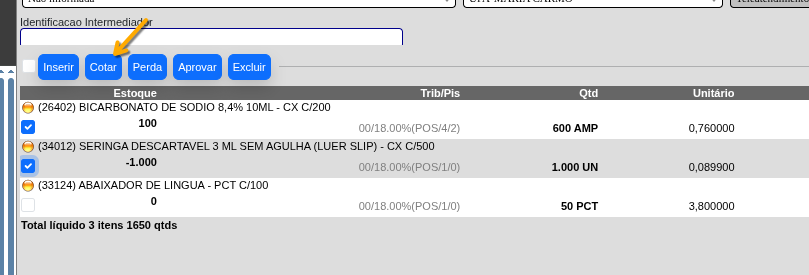 Identificacao Intermediador
Inserir Cotar Perda Aprovar Excluir
Estoque Trib/Pis Qtd Unitário
(26402) BICARBONATO DE SODIO 8,4% 10ML - CX C/200
100 00/18.00%(POS/4/2) 600 AMP 0,760000
(34012) SERINGA DESCARTAVEL 3 ML SEM AGULHA (LUER SLIP) - CX C/500
-1.000 00/18.00%(POS/1/0) 1.000 UN 0,089900
(33124) ABAIXADOR DE LINGUA - PCT C/100
0 00/18.00%(POS/1/0) 50 PCT 3,800000
Total líquido 3 itens 1650 qtds